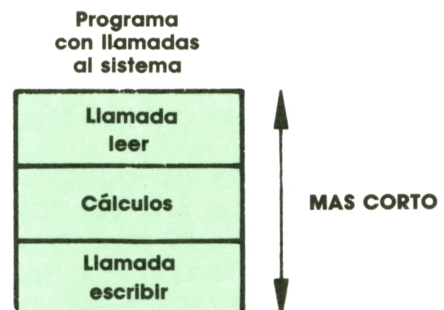 Programa
con llamadas
al sistema
Llamada
leer
Cálculos
MAS CORTO
Llamada
escribir